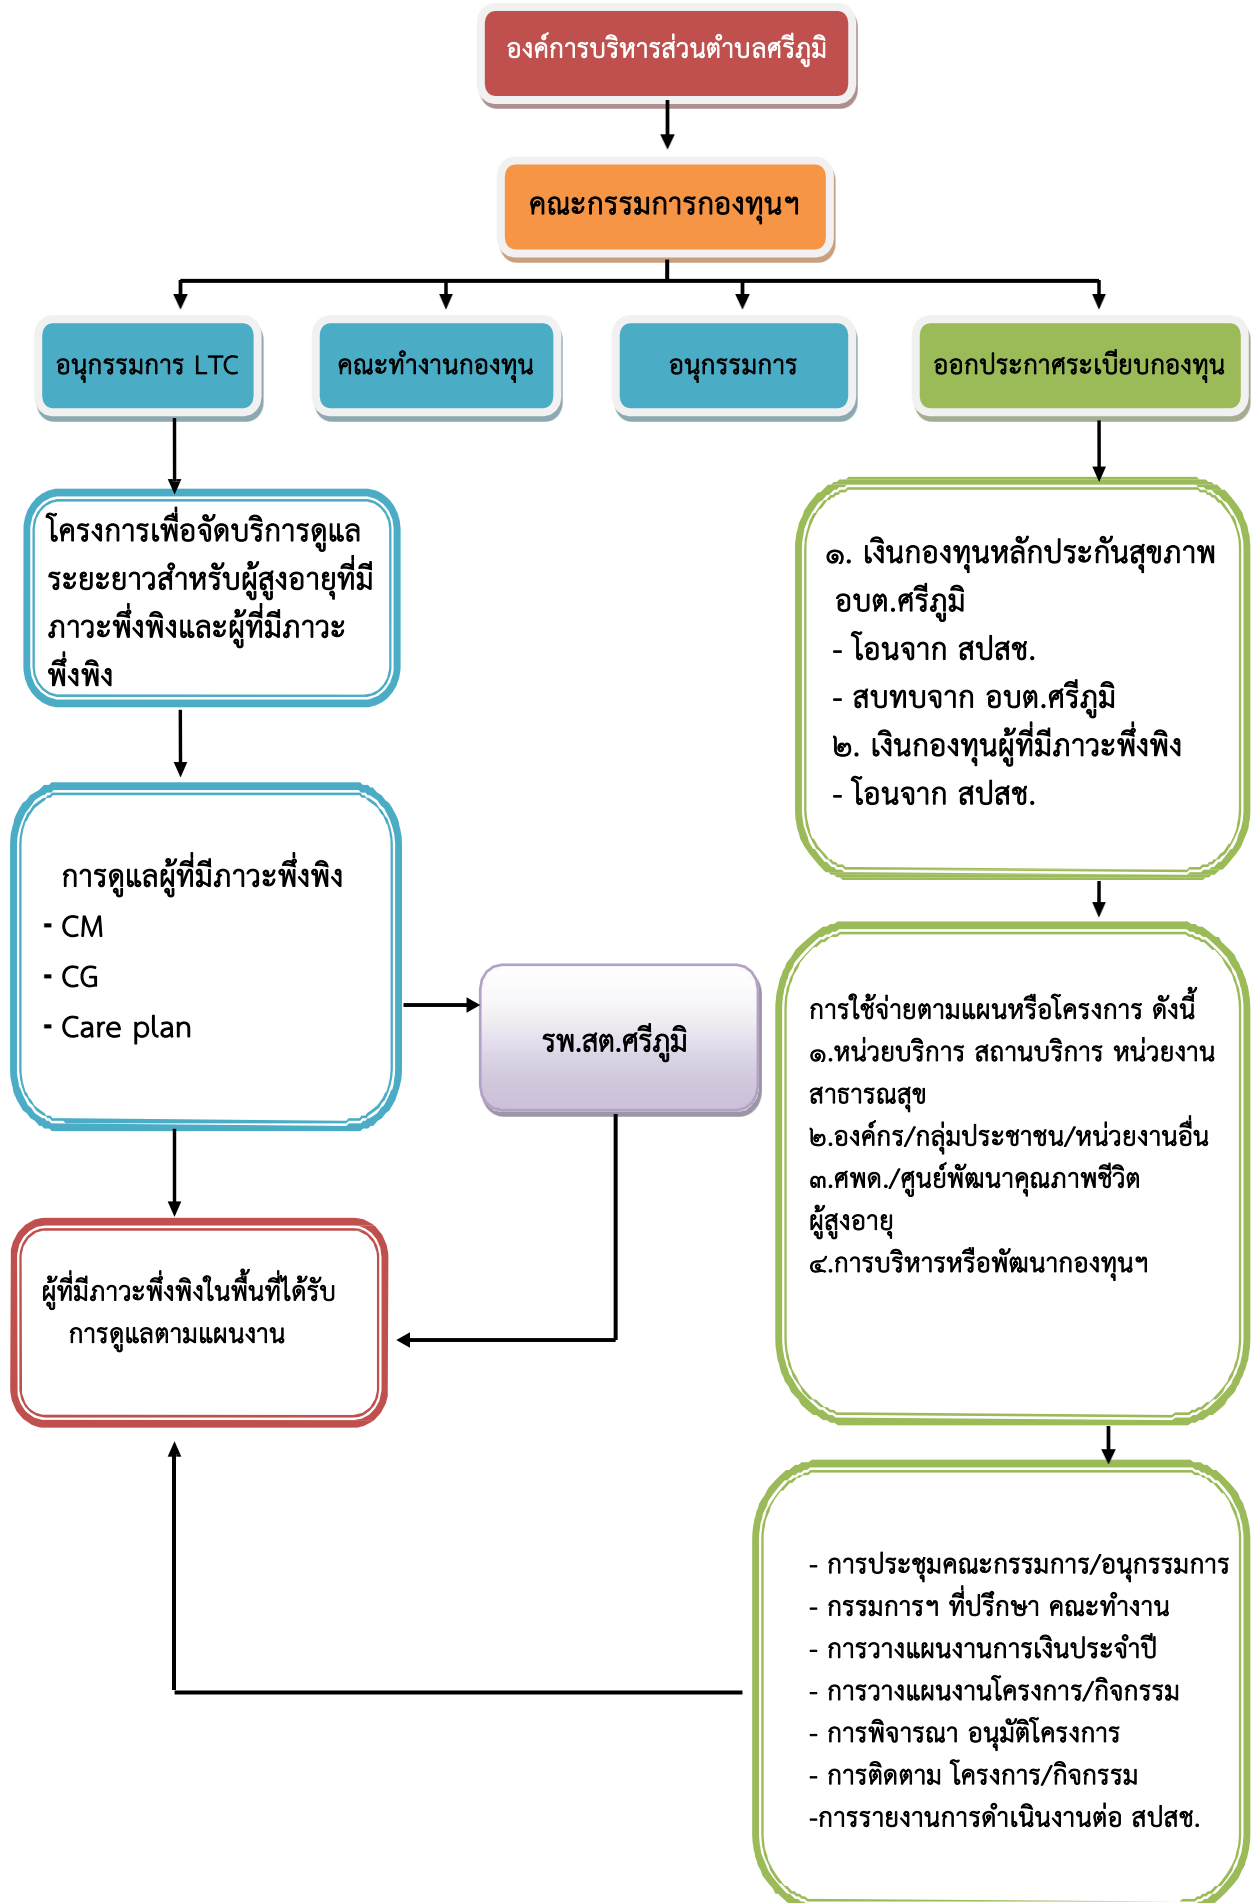 องค์การบริหารส่วนตำบลศรีภูมิ
คณะกรรมการกองทุนฯ
อนุกรรมการ LTC
คณะทำงานกองทุน
อนุกรรมการ
ออกประกาศระเบียบกองทุน
โครงการเพื่อจัดบริการดูแล
ระยะยาวสำหรับผู้สูงอายุที่มี
ภาวะพึ่งพิงและผู้ที่มีภาวะ
พึ่งพิง
๑. เงินกองทุนหลักประกันสุขภาพ
อบต.ศรีภูมิ
- โอนจาก สปสช.
- สบทบจาก อบต.ศรีภูมิ
๒. เงินกองทุนผู้ที่มีภาวะพึ่งพิง
- โอนจาก สปสช.
การดูแลผู้ที่มีภาวะพึ่งพิง
- CM
- CG
- Care plan
รพ.สต.ศรีภูมิ
การใช้จ่ายตามแผนหรือโครงการ ดังนี้
๑.หน่วยบริการ สถานบริการ หน่วยงาน
สาธารณสุข
๒.องค์กร/กลุ่มประชาชน/หน่วยงานอื่น
๓.ศพด./ศูนย์พัฒนาคุณภาพชีวิต
ผู้สูงอายุ
๔.การบริหารหรือพัฒนากองทุนฯ
ผู้ที่มีภาวะพึ่งพิงในพื้นที่ได้รับ
การดูแลตามแผนงาน
- การประชุมคณะกรรมการ/อนุกรรมการ
- กรรมการฯ ที่ปรึกษา คณะทำงาน
- การวางแผนงานการเงินประจำปี
- การวางแผนงานโครงการ/กิจกรรม
- การพิจารณา อนุมัติโครงการ
- การติดตาม โครงการ/กิจกรรม
-การรายงานการดำเนินงานต่อ สปสช.